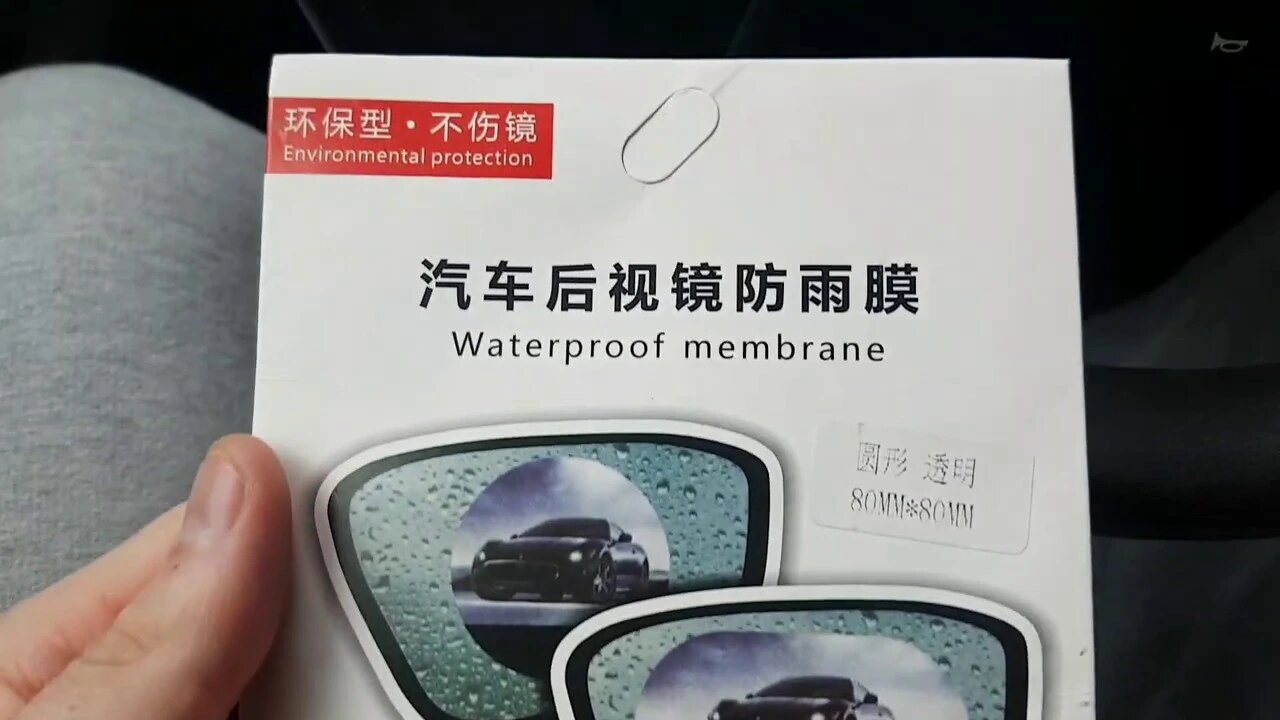 环保型·不伤镜
Environmental protection
汽车后视镜防雨膜
Waterproof membrane
圆形 透明
80MM*80MM